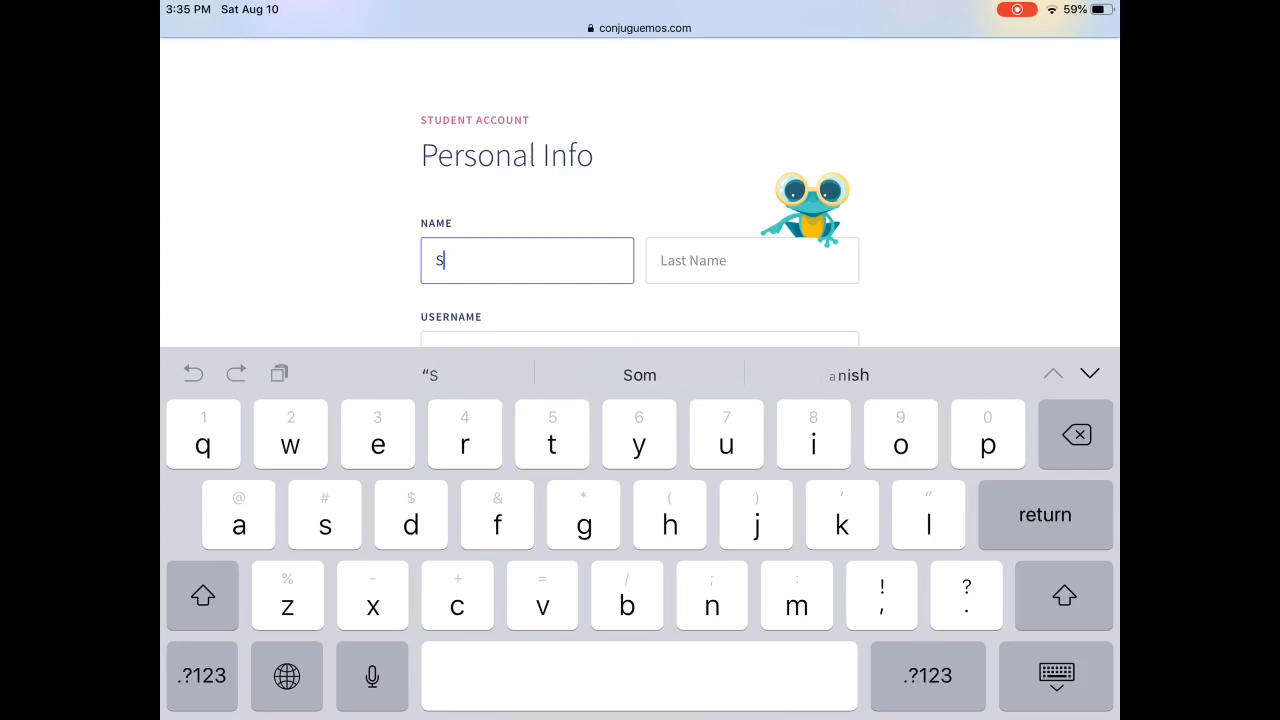 3:35 PM Sat Aug 10 59%
conjuguemos.com
STUDENT ACCOUNT
Personal Info
NAME
S Last Name
USERNAME
“S Som anish
1 2 3 4 5 6 7 8 9 0
q w e r t y u i o p
@ # $ & * ( ) ' "
a s d f g h j k l return
% - + = / ; : ! ?
z x c v b n m , .
.?123 .?123